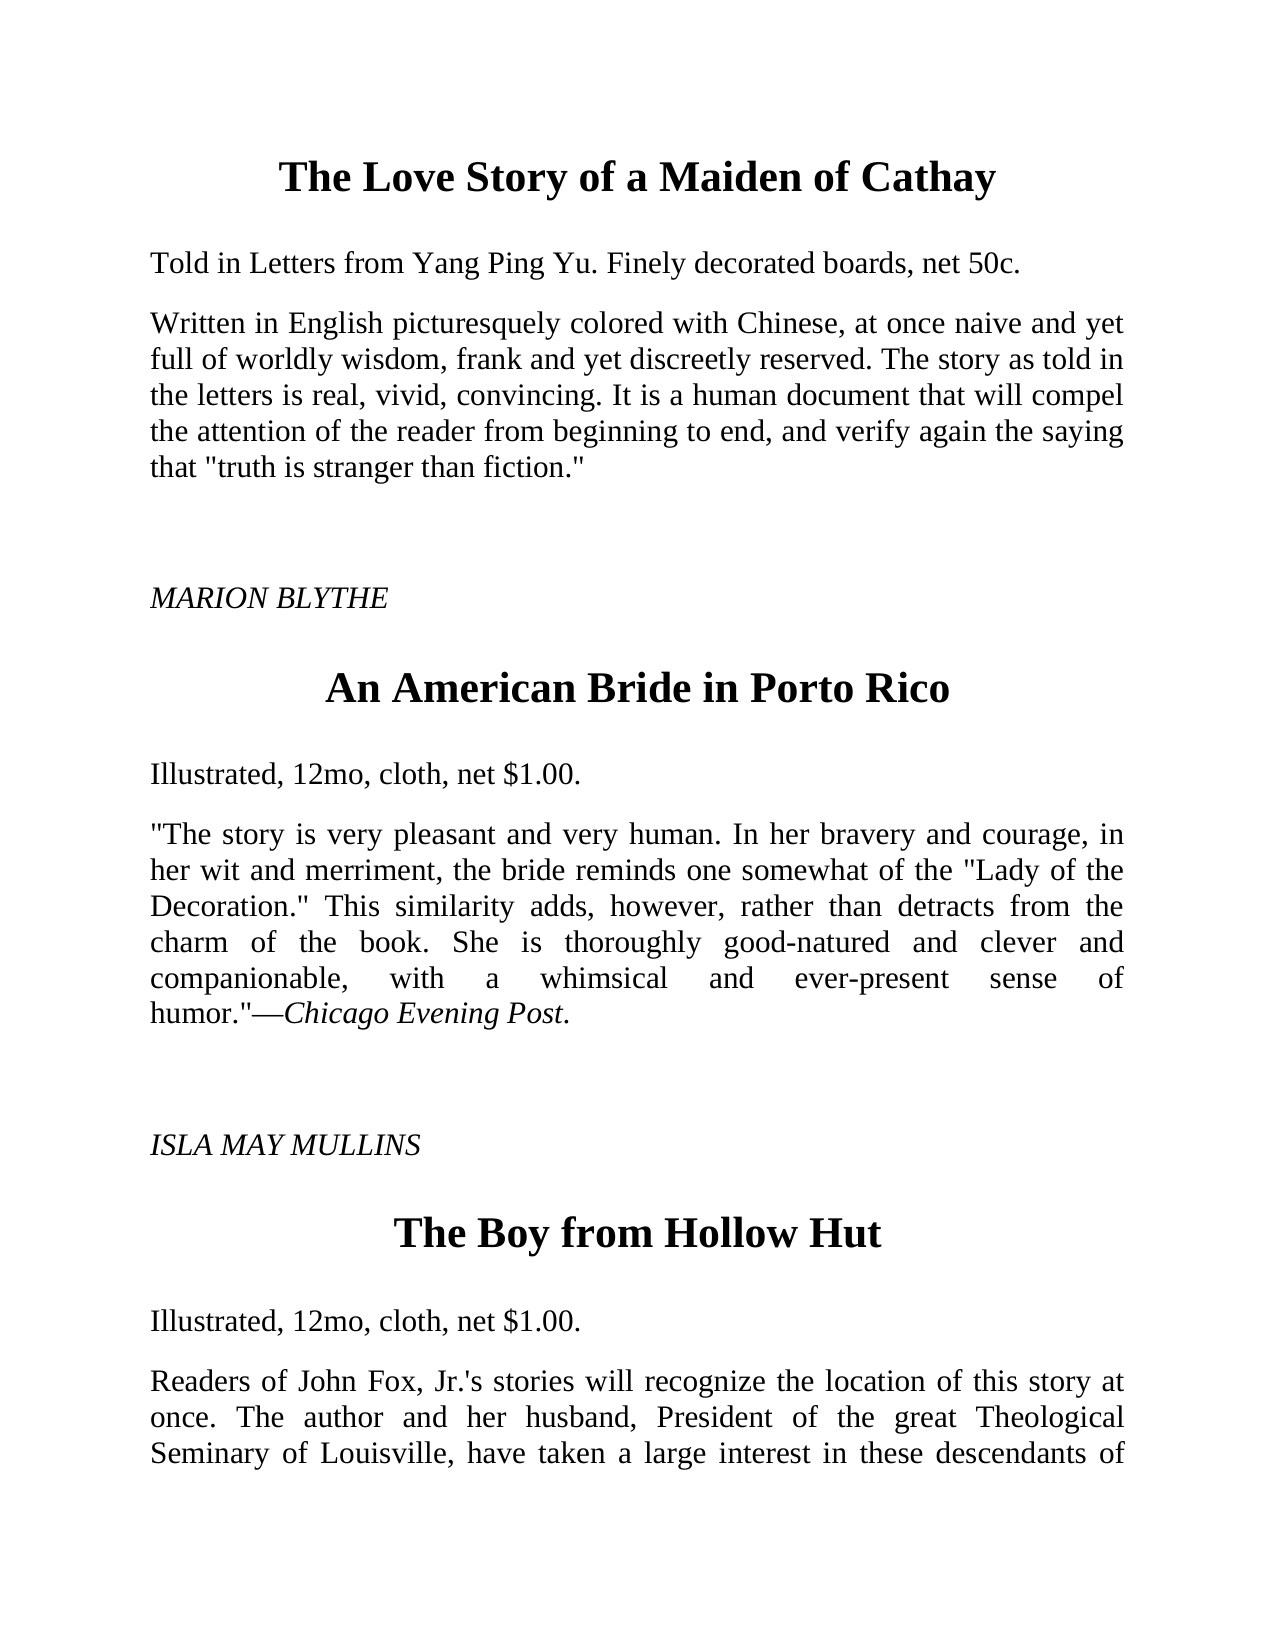 The Love Story of a Maiden of Cathay
Told in Letters from Yang Ping Yu. Finely decorated boards, net 50c.
Written in English picturesquely colored with Chinese, at once naive and yet
full of worldly wisdom, frank and yet discreetly reserved. The story as told in
the letters is real, vivid, convincing. It is a human document that will compel
the attention of the reader from beginning to end, and verify again the saying
that "truth is stranger than fiction."
MARION BLYTHE
An American Bride in Porto Rico
Illustrated, 12mo, cloth, net $1.00.
"The story is very pleasant and very human. In her bravery and courage, in
her wit and merriment, the bride reminds one somewhat of the "Lady of the
Decoration." This similarity adds, however, rather than detracts from the
charm of the book. She is thoroughly good-natured and clever and
companionable, with a whimsical and ever-present sense of
humor."—Chicago Evening Post.
ISLA MAY MULLINS
The Boy from Hollow Hut
Illustrated, 12mo, cloth, net $1.00.
Readers of John Fox, Jr.'s stories will recognize the location of this story at
once. The author and her husband, President of the great Theological
Seminary of Louisville, have taken a large interest in these descendants of